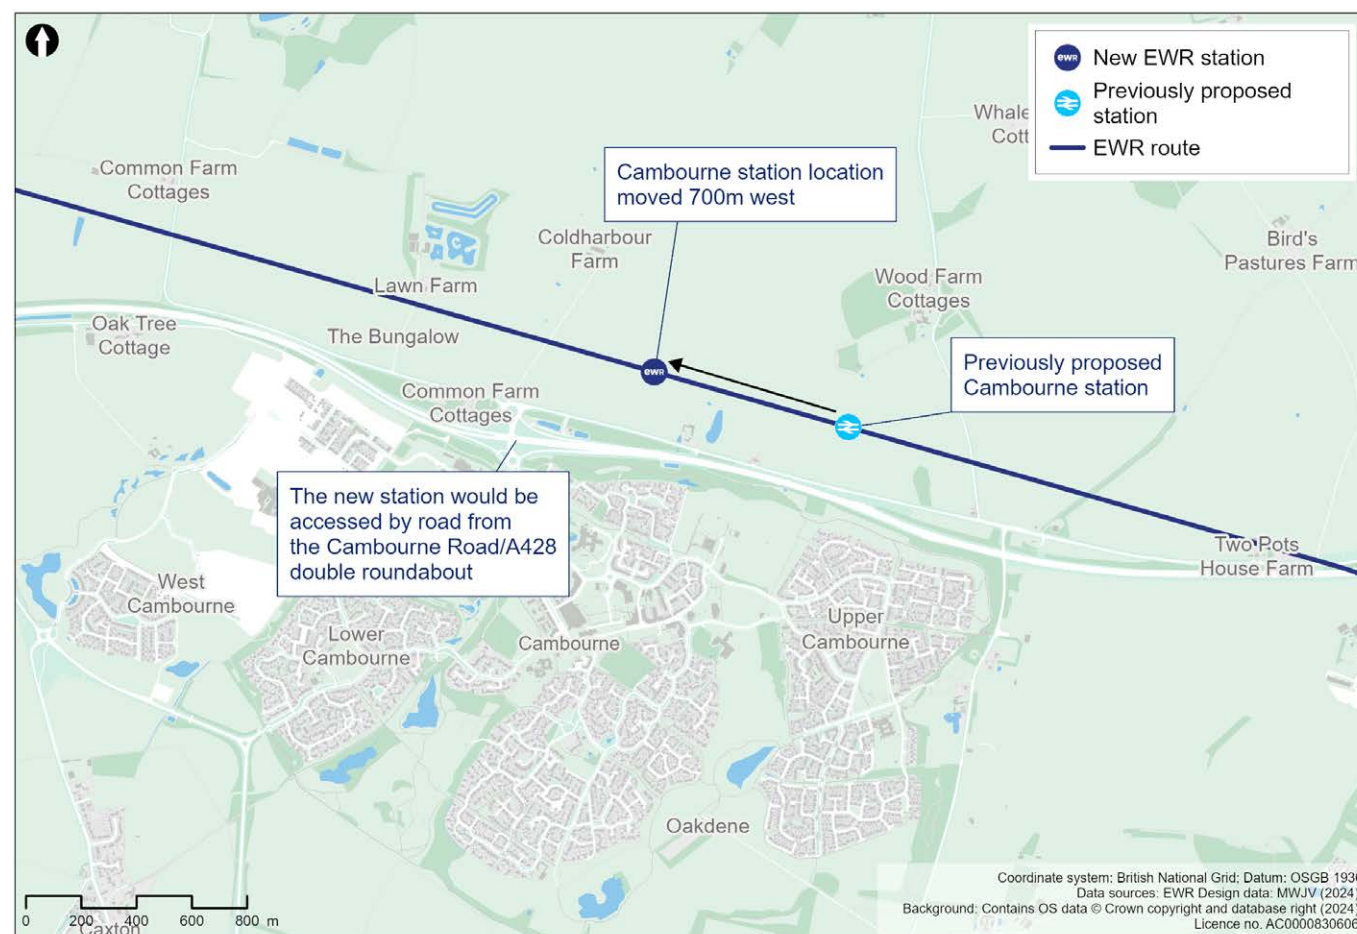 New EWR station
Previously proposed
station
EWR route
ewr
Whale
Cott
Common Farm
Cottages
Cambourne station location
moved 700m west
Coldharbour
Farm
Bird's
Pastures Farm
Wood Farm
Cottages
Lawn Farm
Oak Tree
Cottage
The Bungalow
ewr
Previously proposed
Cambourne station
Common Farm
Cottages
The new station would be
accessed by road from
the Cambourne Road/A428
double roundabout
Two Pots
House Farm
West
Cambourne
Lower
Cambourne
Cambourne
Upper
Cambourne
Oakdene
Caxton
0 200 400 600 800 m
Coordinate system: British National Grid; Datum: OSGB 1936
Data sources: EWR Design data: MWJV (2024)
Background: Contains OS data © Crown copyright and database right (2024)
Licence no. AC0000830606